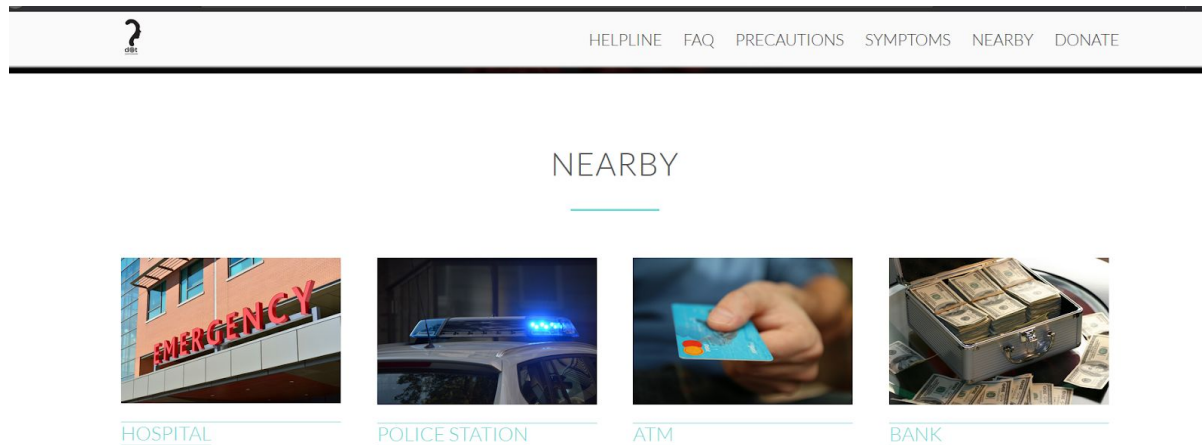 d@t
HELPLINE FAQ PRECAUTIONS SYMPTOMS NEARBY DONATE
NEARBY
EMERGENCY
HOSPITAL
POLICE STATION
ATM
BANK